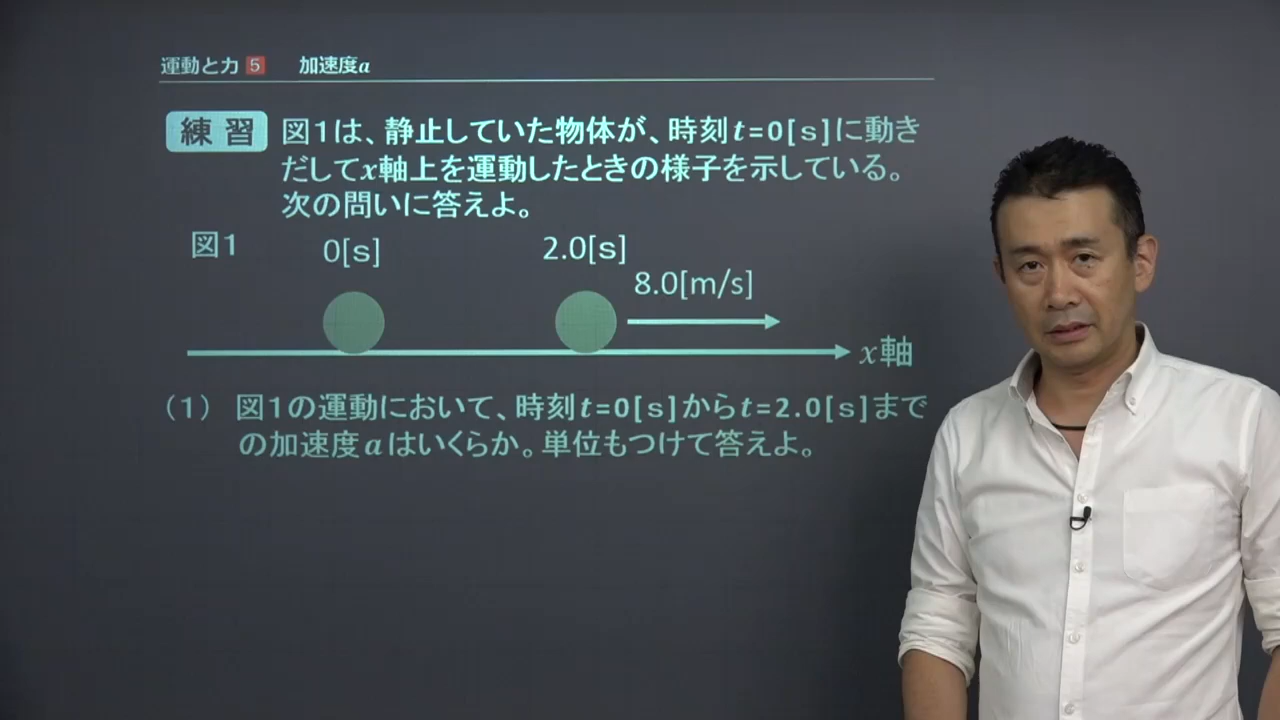 運動と力 5 加速度a
練習 図1は、静止していた物体が、時刻t=0[s]に動き
だしてx軸上を運動したときの様子を示している。
次の問いに答えよ。
図1 0[s] 2.0[s]
8.0[m/s]
x軸
(1) 図1の運動において、時刻t=0[s]からt=2.0[s]まで
の加速度aはいくらか。単位もつけて答えよ。